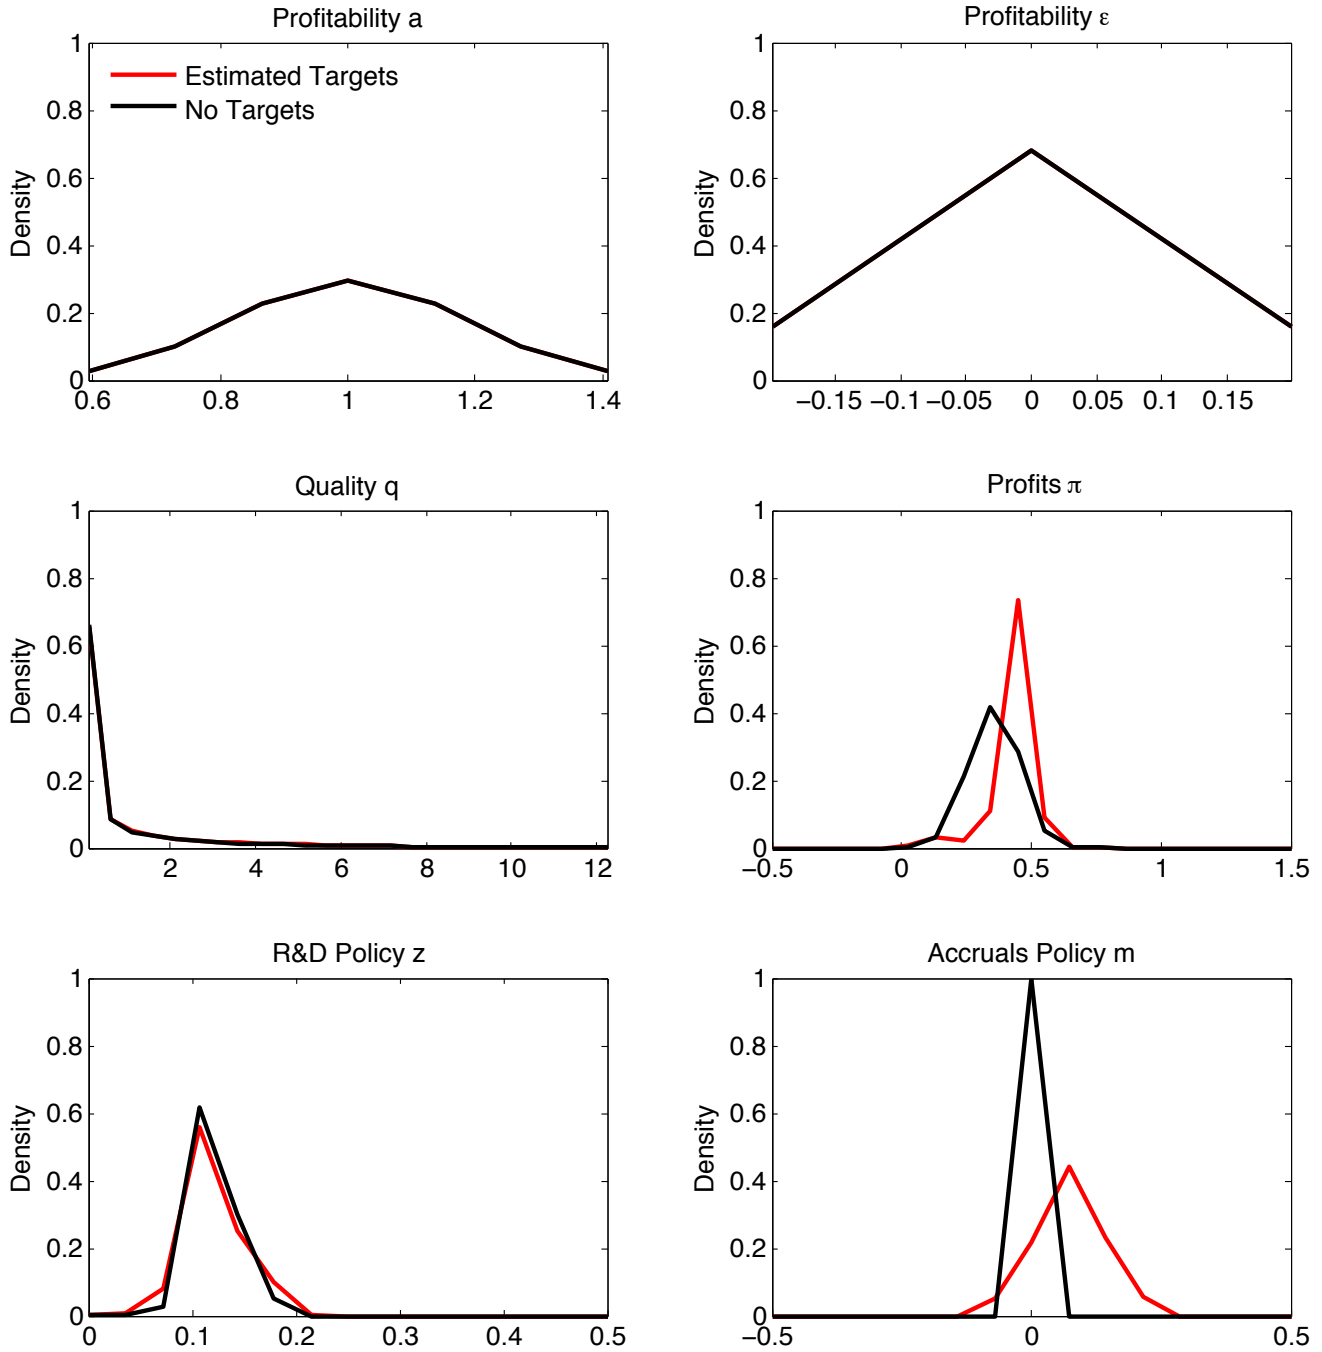 Profitability a
Density
1
0.8
0.6
0.4
0.2
0
Estimated Targets
No Targets
0.6 0.8 1 1.2 1.4
Profitability ε
Density
1
0.8
0.6
0.4
0.2
0
−0.15 −0.1 −0.05 0 0.05 0.1 0.15
Quality q
Density
1
0.8
0.6
0.4
0.2
0
2 4 6 8 10 12
Profits π
Density
1
0.8
0.6
0.4
0.2
0
−0.5 0 0.5 1 1.5
R&D Policy z
Density
1
0.8
0.6
0.4
0.2
0
0 0.1 0.2 0.3 0.4 0.5
Accruals Policy m
Density
1
0.8
0.6
0.4
0.2
0
−0.5 0 0.5